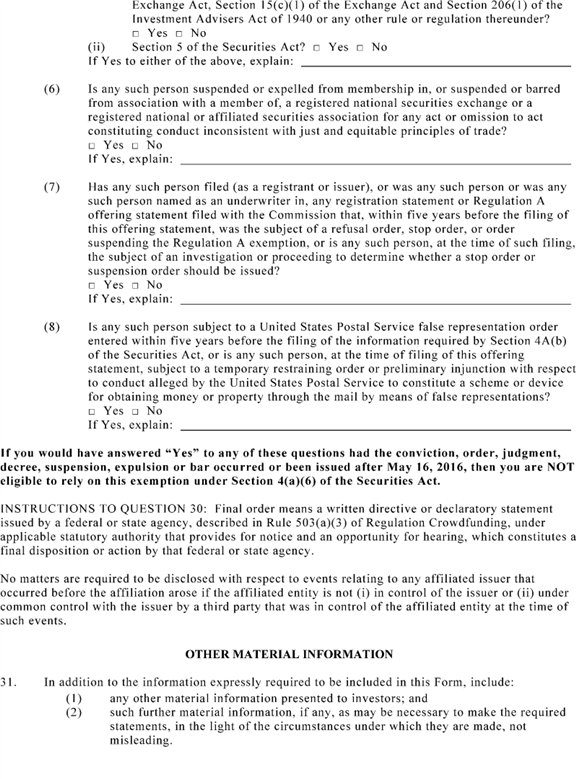 Exchange Act, Section 15(c)(1) of the Exchange Act and Section 206(1) of the
Investment Advisers Act of 1940 or any other rule or regulation thereunder?
□ Yes □ No
(ii) Section 5 of the Securities Act? □ Yes □ No
If Yes to either of the above, explain: ____________________
(6) Is any such person suspended or expelled from membership in, or suspended or barred
from association with a member of, a registered national securities exchange or a
registered national or affiliated securities association for any act or omission to act
constituting conduct inconsistent with just and equitable principles of trade?
□ Yes □ No
If Yes, explain: ____________________
(7) Has any such person filed (as a registrant or issuer), or was any such person or was any
such person named as an underwriter in, any registration statement or Regulation A
offering statement filed with the Commission that, within five years before the filing of
this offering statement, was the subject of a refusal order, stop order, or order
suspending the Regulation A exemption, or is any such person, at the time of such filing,
the subject of an investigation or proceeding to determine whether a stop order or
suspension order should be issued?
□ Yes □ No
If Yes, explain: ____________________
(8) Is any such person subject to a United States Postal Service false representation order
entered within five years before the filing of the information required by Section 4A(b)
of the Securities Act, or is any such person, at the time of filing of this offering
statement, subject to a temporary restraining order or preliminary injunction with respect
to conduct alleged by the United States Postal Service to constitute a scheme or device
for obtaining money or property through the mail by means of false representations?
□ Yes □ No
If Yes, explain: ____________________
If you would have answered “Yes” to any of these questions had the conviction, order, judgment,
decree, suspension, expulsion or bar occurred or been issued after May 16, 2016, then you are NOT
eligible to rely on this exemption under Section 4(a)(6) of the Securities Act.
INSTRUCTIONS TO QUESTION 30: Final order means a written directive or declaratory statement
issued by a federal or state agency, described in Rule 503(a)(3) of Regulation Crowdfunding, under
applicable statutory authority that provides for notice and an opportunity for hearing, which constitutes a
final disposition or action by that federal or state agency.
No matters are required to be disclosed with respect to events relating to any affiliated issuer that
occurred before the affiliation arose if the affiliated entity is not (i) in control of the issuer or (ii) under
common control with the issuer by a third party that was in control of the affiliated entity at the time of
such events.
OTHER MATERIAL INFORMATION
31. In addition to the information expressly required to be included in this Form, include:
(1) any other material information presented to investors; and
(2) such further material information, if any, as may be necessary to make the required
statements, in the light of the circumstances under which they are made, not
misleading.